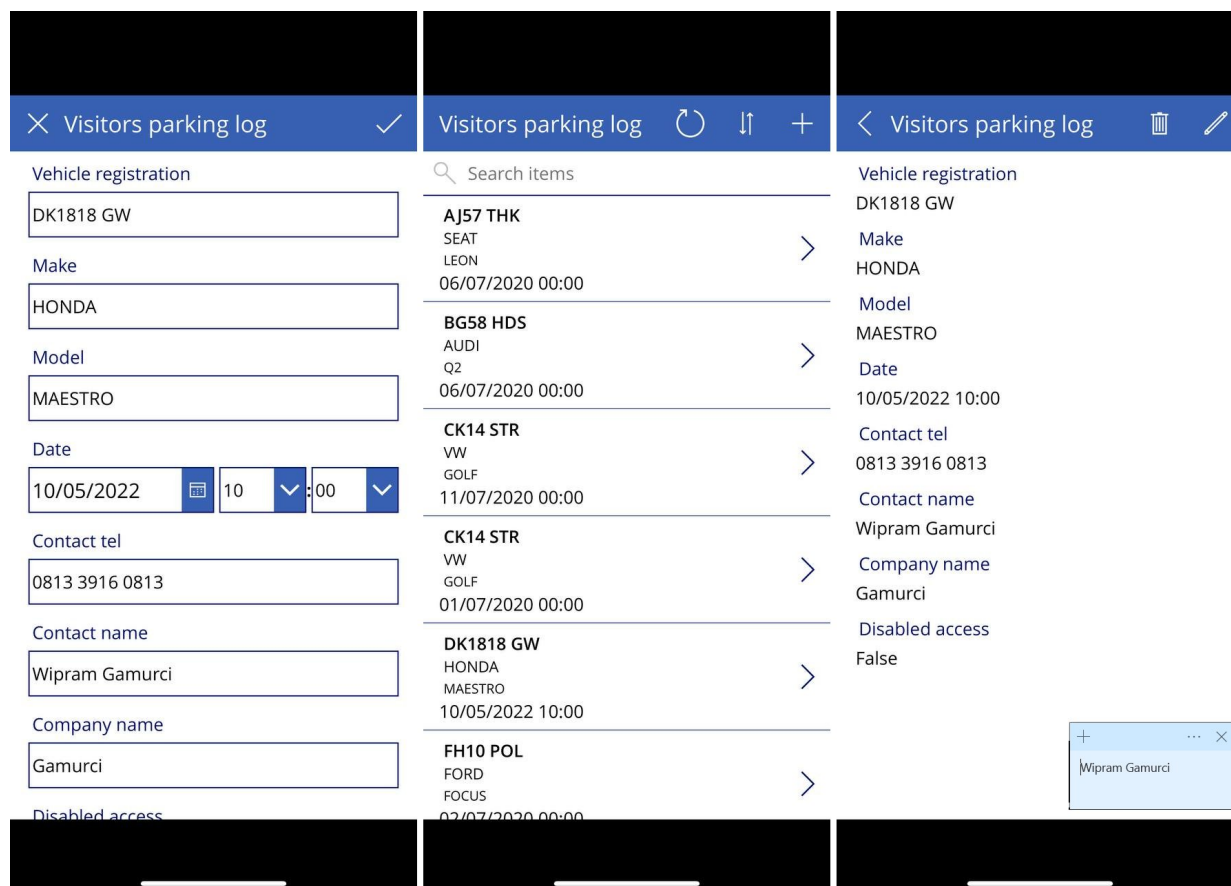 Visitors parking log
Vehicle registration
DK1818 GW
Make
HONDA
Model
MAESTRO
Date
10/05/2022 10 : 00
Contact tel
0813 3916 0813
Contact name
Wipram Gamurci
Company name
Gamurci
Disabled access
Visitors parking log
Search items
AJ57 THK
SEAT
LEON
06/07/2020 00:00
BG58 HDS
AUDI
Q2
06/07/2020 00:00
CK14 STR
VW
GOLF
11/07/2020 00:00
CK14 STR
VW
GOLF
01/07/2020 00:00
DK1818 GW
HONDA
MAESTRO
10/05/2022 10:00
FH10 POL
FORD
FOCUS
02/07/2020 00:00
Visitors parking log
Vehicle registration
DK1818 GW
Make
HONDA
Model
MAESTRO
Date
10/05/2022 10:00
Contact tel
0813 3916 0813
Contact name
Wipram Gamurci
Company name
Gamurci
Disabled access
False
Wipram Gamurci